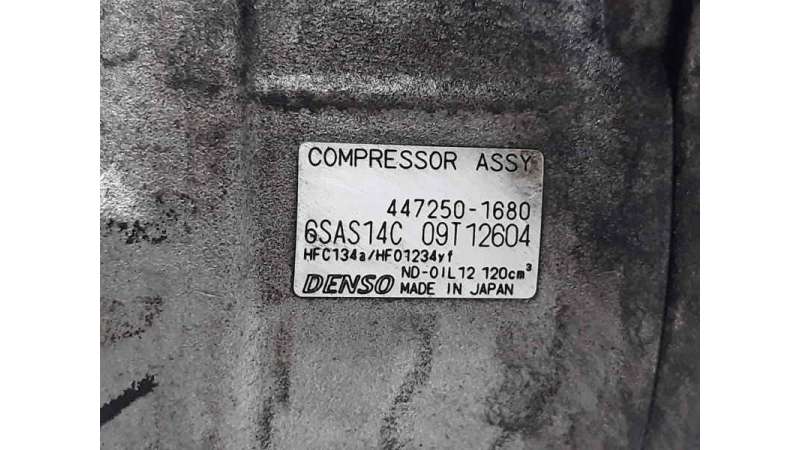 COMPRESSOR ASSY
447250-1680
6SAS14C 09T12604
HFC134a/HFO1234yf
ND-OIL12 120cm³
DENSO MADE IN JAPAN